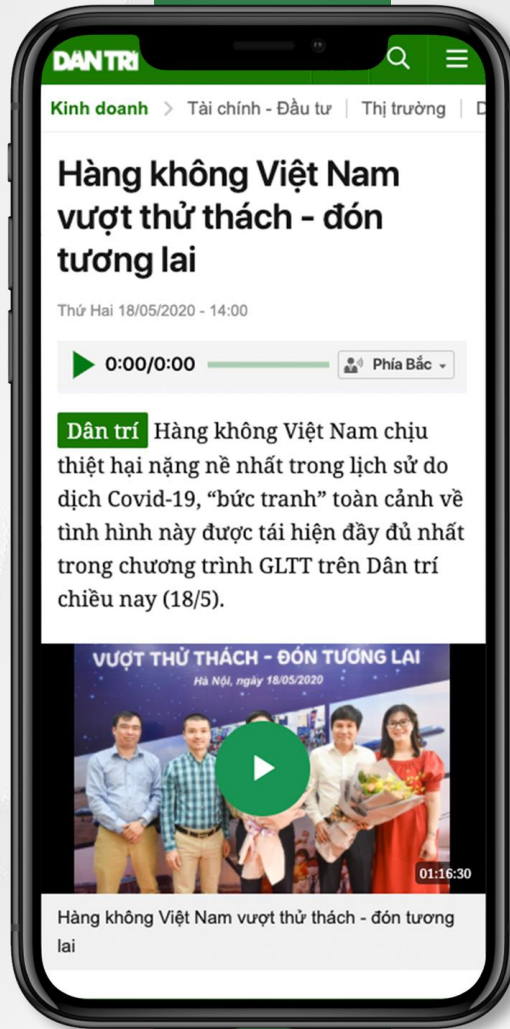 DÂN TRÍ
Kinh doanh > Tài chính - Đầu tư | Thị trường | D
Hàng không Việt Nam
vượt thử thách - đón
tương lai
Thứ Hai 18/05/2020 - 14:00
0:00/0:00 Phía Bắc
Dân trí Hàng không Việt Nam chịu
thiệt hại nặng nề nhất trong lịch sử do
dịch Covid-19, “bức tranh” toàn cảnh về
tình hình này được tái hiện đầy đủ nhất
trong chương trình GLTT trên Dân trí
chiều nay (18/5).
VƯỢT THỬ THÁCH - ĐÓN TƯƠNG LAI
Hà Nội, ngày 18/05/2020
01:16:30
Hàng không Việt Nam vượt thử thách - đón tương
lai